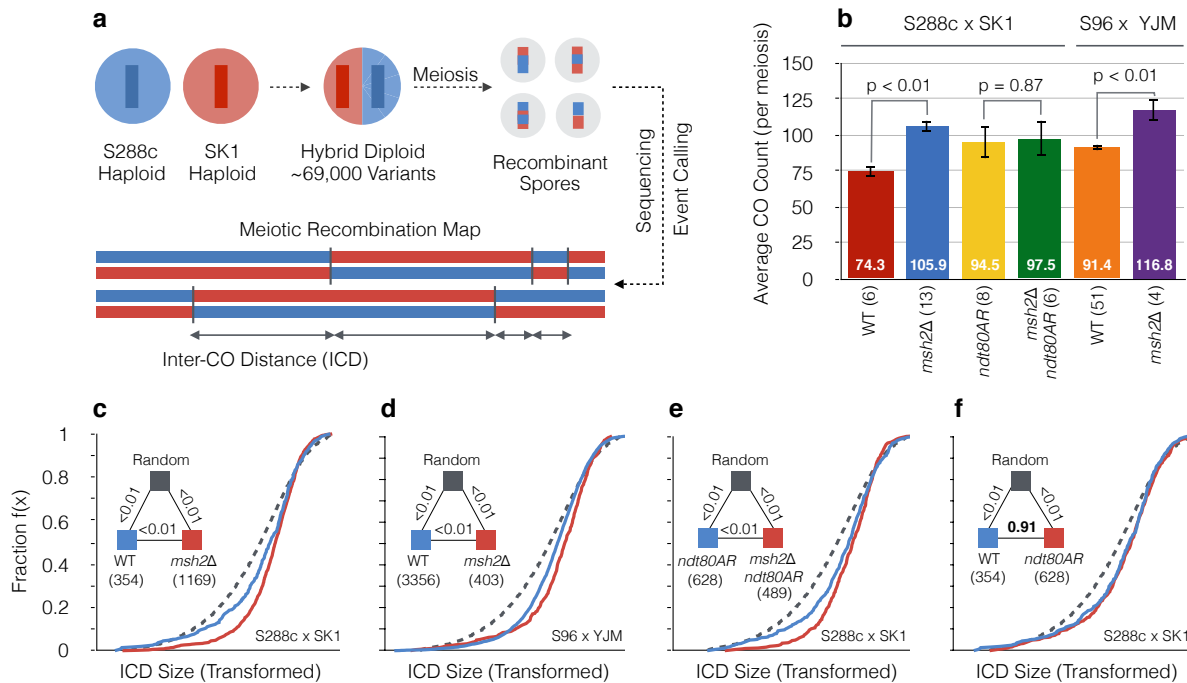 a
S288c
Haploid
SK1
Haploid
Hybrid Diploid
~69,000 Variants
Meiosis
Recombinant
Spores
Sequencing
Event Calling
Meiotic Recombination Map
Inter-CO Distance (ICD)
b
S288c x SK1
S96 x YJM
Average CO Count (per meiosis)
150
125
100
75
50
25
0
p < 0.01
p = 0.87
p < 0.01
74.3
105.9
94.5
97.5
91.4
116.8
WT (6)
msh2Δ (13)
ndt80AR (8)
msh2Δ
ndt80AR (6)
WT (51)
msh2Δ (4)
c
Fraction f(x)
1
0.8
0.6
0.4
0.2
0
Random
<0.01
<0.01
<0.01
WT
(354)
msh2Δ
(1169)
S288c x SK1
ICD Size (Transformed)
d
Random
<0.01
<0.01
<0.01
WT
(3356)
msh2Δ
(403)
S96 x YJM
ICD Size (Transformed)
e
Random
<0.01
<0.01
<0.01
ndt80AR
(628)
msh2Δ
ndt80AR
(489)
S288c x SK1
ICD Size (Transformed)
f
Random
<0.01
<0.01
0.91
WT
(354)
ndt80AR
(628)
S288c x SK1
ICD Size (Transformed)